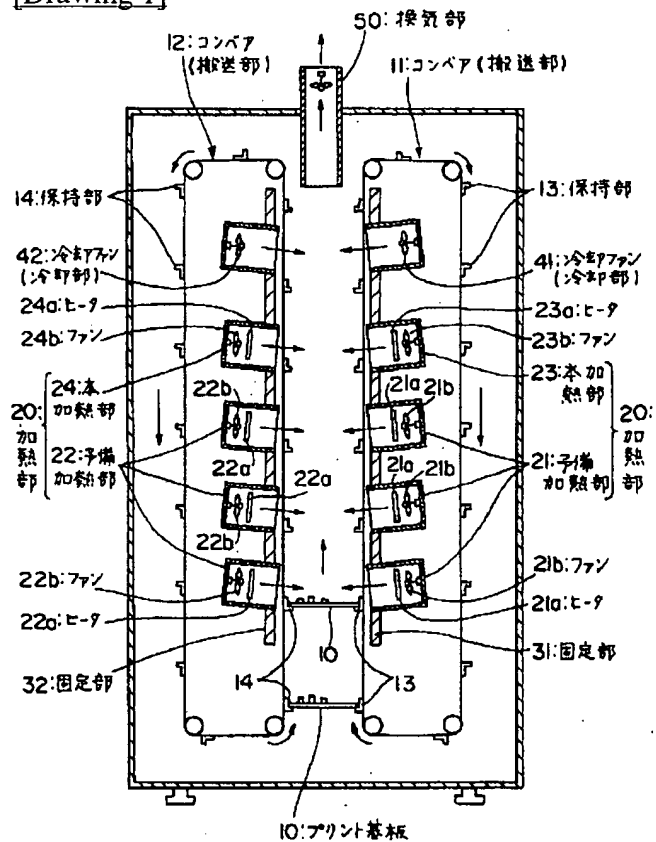 [Drawing 1]
50:換気部
12:コンベア
(搬送部)
11:コンベア(搬送部)
14:保持部
13:保持部
42:冷却ファン
(冷却部)
41:冷却ファン
(冷却部)
24a:ヒータ
23a:ヒータ
24b:ファン
23b:ファン
24:本
加熱部
23:本加
熱部
20:
加
熱
部
22b
21a
21b
20:
加
熱
部
22:予備
加熱部
22a
22a
21a
21b
21:予備
加熱部
22b
22b:ファン
21b:ファン
22a:ヒータ
21a:ヒータ
10
32:固定部
14
13
31:固定部
10:プリント基板